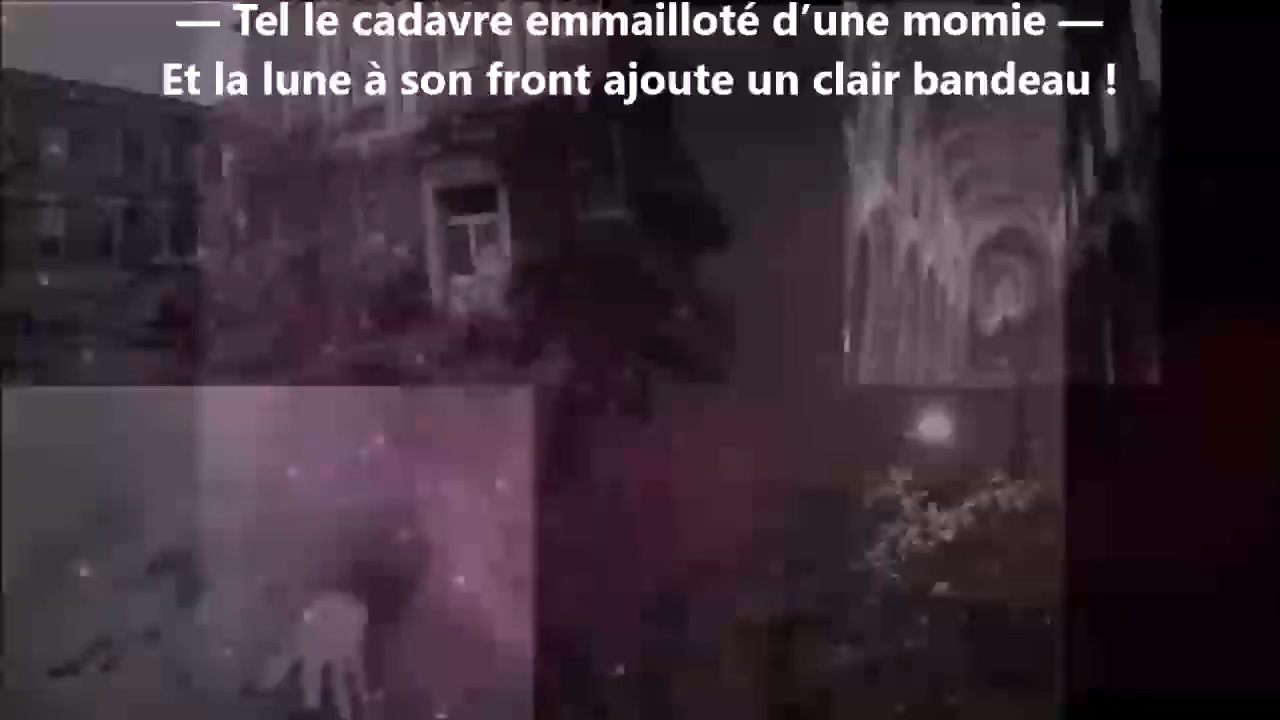 — Tel le cadavre emmailloté d’une momie —
Et la lune à son front ajoute un clair bandeau !